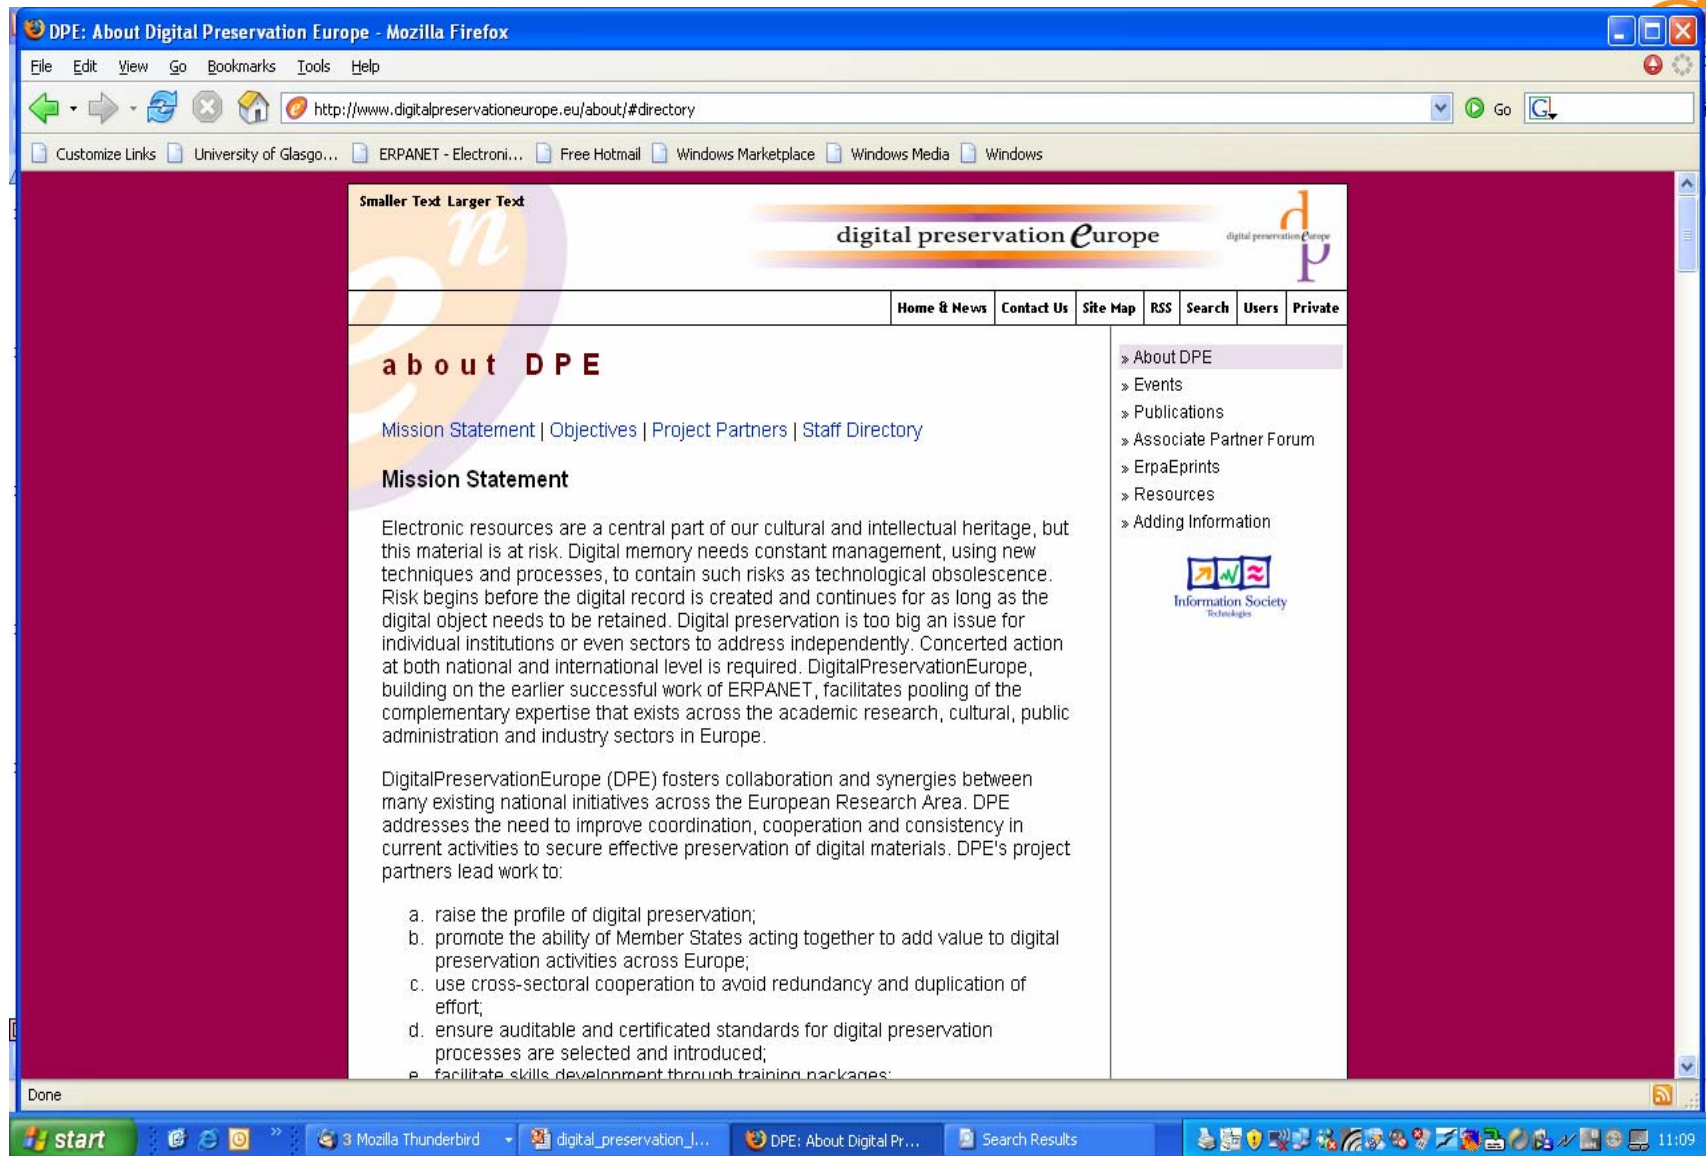 DPE: About Digital Preservation Europe - Mozilla Firefox
File Edit View Go Bookmarks Tools Help
http://www.digitalpreservationeurope.eu/about/#directory
Go
G
Customize Links University of Glasgo... ERPANET - Electroni... Free Hotmail Windows Marketplace Windows Media Windows
Smaller Text Larger Text
en
digital preservation europe
d
digital preservation europe
p
Home & News Contact Us Site Map RSS Search Users Private
about DPE
Mission Statement | Objectives | Project Partners | Staff Directory
Mission Statement
Electronic resources are a central part of our cultural and intellectual heritage, but
this material is at risk. Digital memory needs constant management, using new
techniques and processes, to contain such risks as technological obsolescence.
Risk begins before the digital record is created and continues for as long as the
digital object needs to be retained. Digital preservation is too big an issue for
individual institutions or even sectors to address independently. Concerted action
at both national and international level is required. DigitalPreservationEurope,
building on the earlier successful work of ERPANET, facilitates pooling of the
complementary expertise that exists across the academic research, cultural, public
administration and industry sectors in Europe.
DigitalPreservationEurope (DPE) fosters collaboration and synergies between
many existing national initiatives across the European Research Area. DPE
addresses the need to improve coordination, cooperation and consistency in
current activities to secure effective preservation of digital materials. DPE's project
partners lead work to:
a. raise the profile of digital preservation;
b. promote the ability of Member States acting together to add value to digital
preservation activities across Europe;
c. use cross-sectoral cooperation to avoid redundancy and duplication of
effort;
d. ensure auditable and certificated standards for digital preservation
processes are selected and introduced;
e. facilitate skills development through training packages;
» About DPE
» Events
» Publications
» Associate Partner Forum
» ErpaEprints
» Resources
» Adding Information
Information Society
Technologies
Done
start
3 Mozilla Thunderbird
digital_preservation_l...
DPE: About Digital Pr...
Search Results
11:09